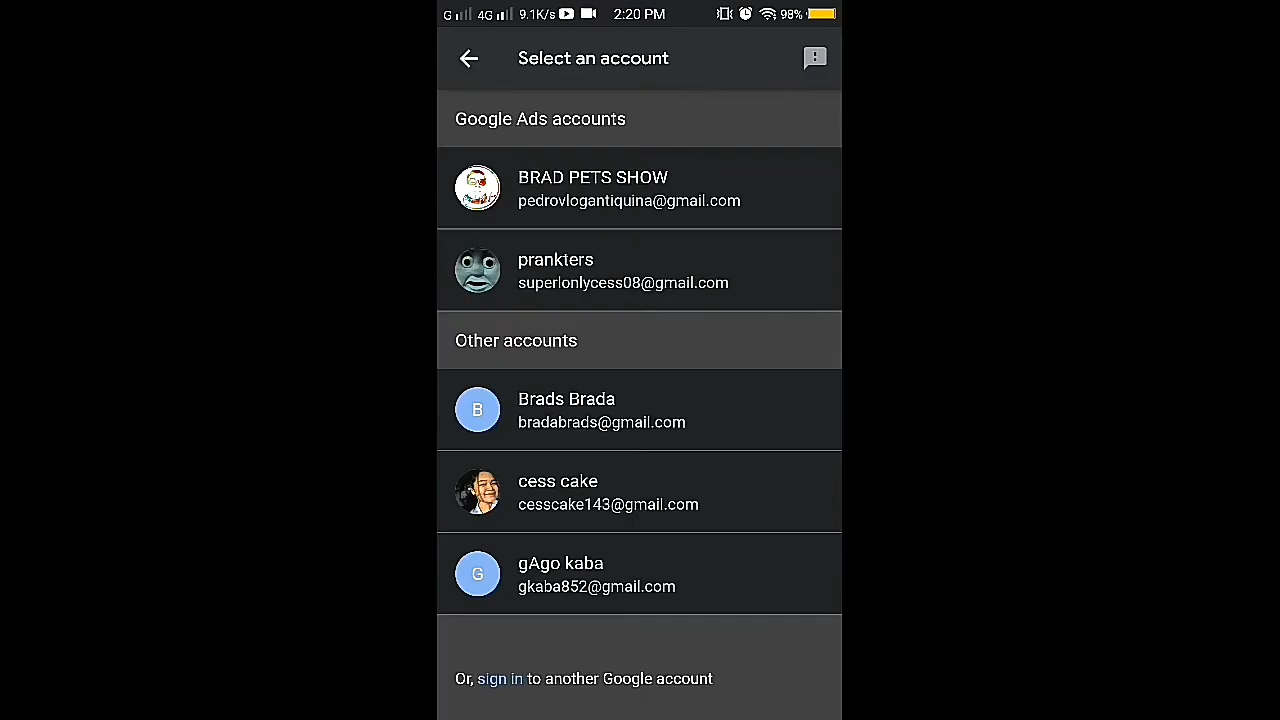 G 4G 9.1K/s 2:20 PM 98%
Select an account
Google Ads accounts
BRAD PETS SHOW
pedrovlogantiquina@gmail.com
prankters
superlonlycess08@gmail.com
Other accounts
B
Brads Brada
bradabrads@gmail.com
cess cake
cesscake143@gmail.com
G
gAgo kaba
gkaba852@gmail.com
Or, sign in to another Google account